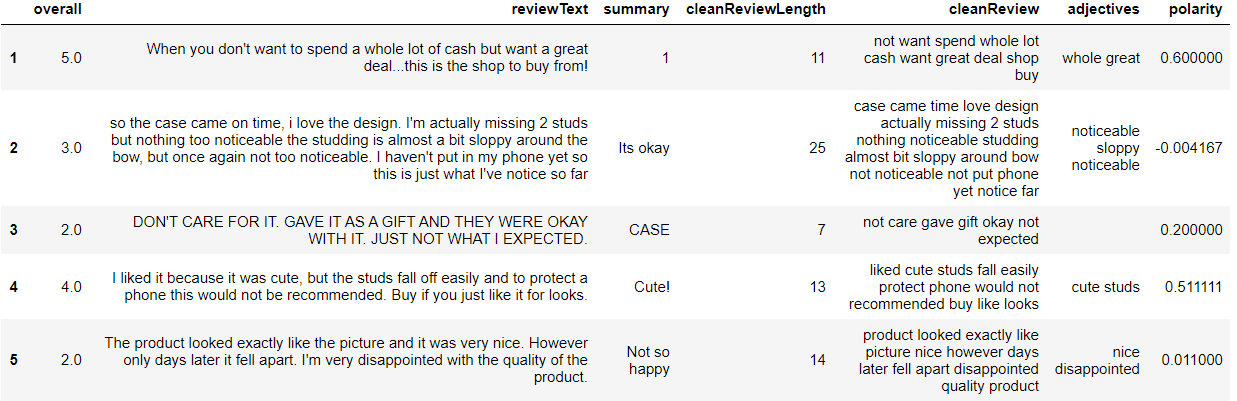 overall reviewText summary cleanReviewLength cleanReview adjectives polarity
1 5.0 When you don't want to spend a whole lot of cash but want a great deal...this is the shop to buy from! 1 11 not want spend whole lot cash want great deal shop buy whole great 0.600000
2 3.0 so the case came on time, i love the design. I'm actually missing 2 studs but nothing too noticeable the studding is almost a bit sloppy around the bow, but once again not too noticeable. I haven't put in my phone yet so this is just what I've notice so far Its okay 25 case came time love design actually missing 2 studs nothing noticeable studding almost bit sloppy around bow not noticeable not put phone yet notice far noticeable sloppy noticeable -0.004167
3 2.0 DON'T CARE FOR IT. GAVE IT AS A GIFT AND THEY WERE OKAY WITH IT. JUST NOT WHAT I EXPECTED. CASE 7 not care gave gift okay not expected 0.200000
4 4.0 I liked it because it was cute, but the studs fall off easily and to protect a phone this would not be recommended. Buy if you just like it for looks. Cute! 13 liked cute studs fall easily protect phone would not recommended buy like looks cute studs 0.511111
5 2.0 The product looked exactly like the picture and it was very nice. However only days later it fell apart. I'm very disappointed with the quality of the product. Not so happy 14 product looked exactly like picture nice however days later fell apart disappointed quality product nice disappointed 0.011000